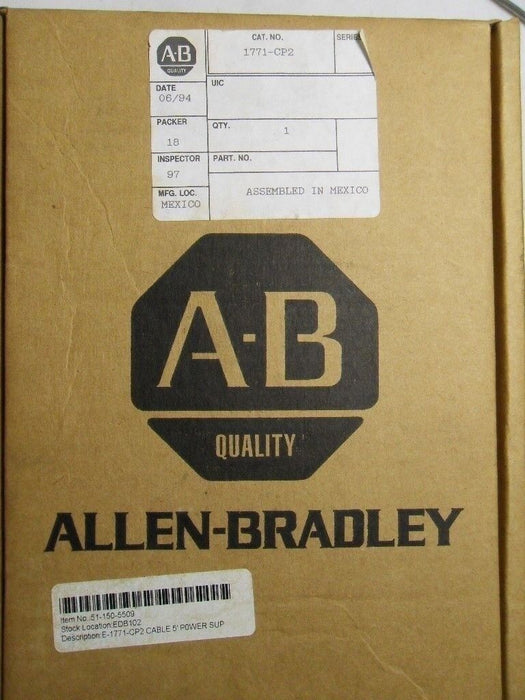 A-B
QUALITY
CAT. NO.
1771-CP2
SERIES
DATE
06/94
UIC
PACKER
18
QTY.
1
INSPECTOR
97
PART. NO.
MFG. LOC.
MEXICO
ASSEMBLED IN MEXICO
A-B
QUALITY
ALLEN-BRADLEY
Item No.:51-150-5509
Stock Location:EDB102
Description:E-1771-CP2 CABLE 5' POWER SUP